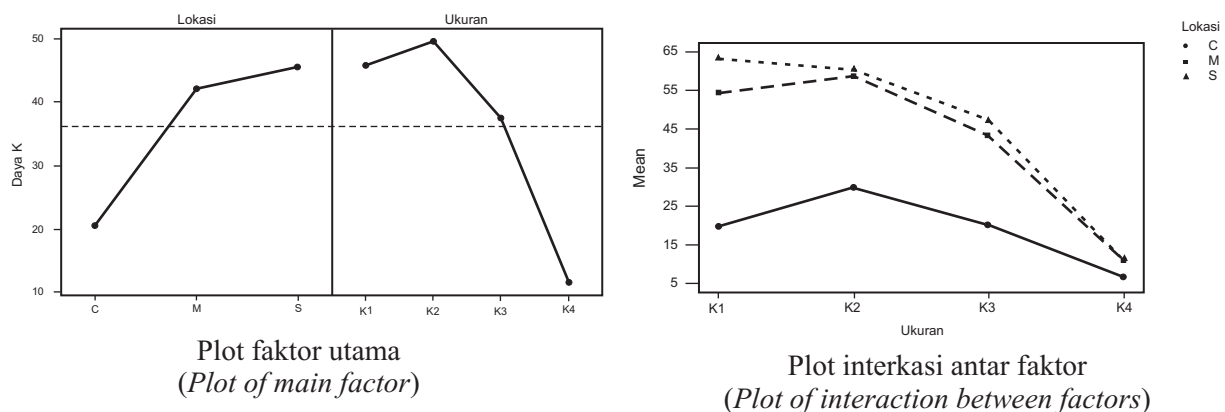 Lokasi
Ukuran
50
40
30
20
10
Daya K
C
M
S
K1
K2
K3
K4
Plot faktor utama
(Plot of main factor)
Lokasi
C
M
S
65
55
45
35
25
15
5
Mean
K1
K2
K3
K4
Ukuran
Plot interkasi antar faktor
(Plot of interaction between factors)